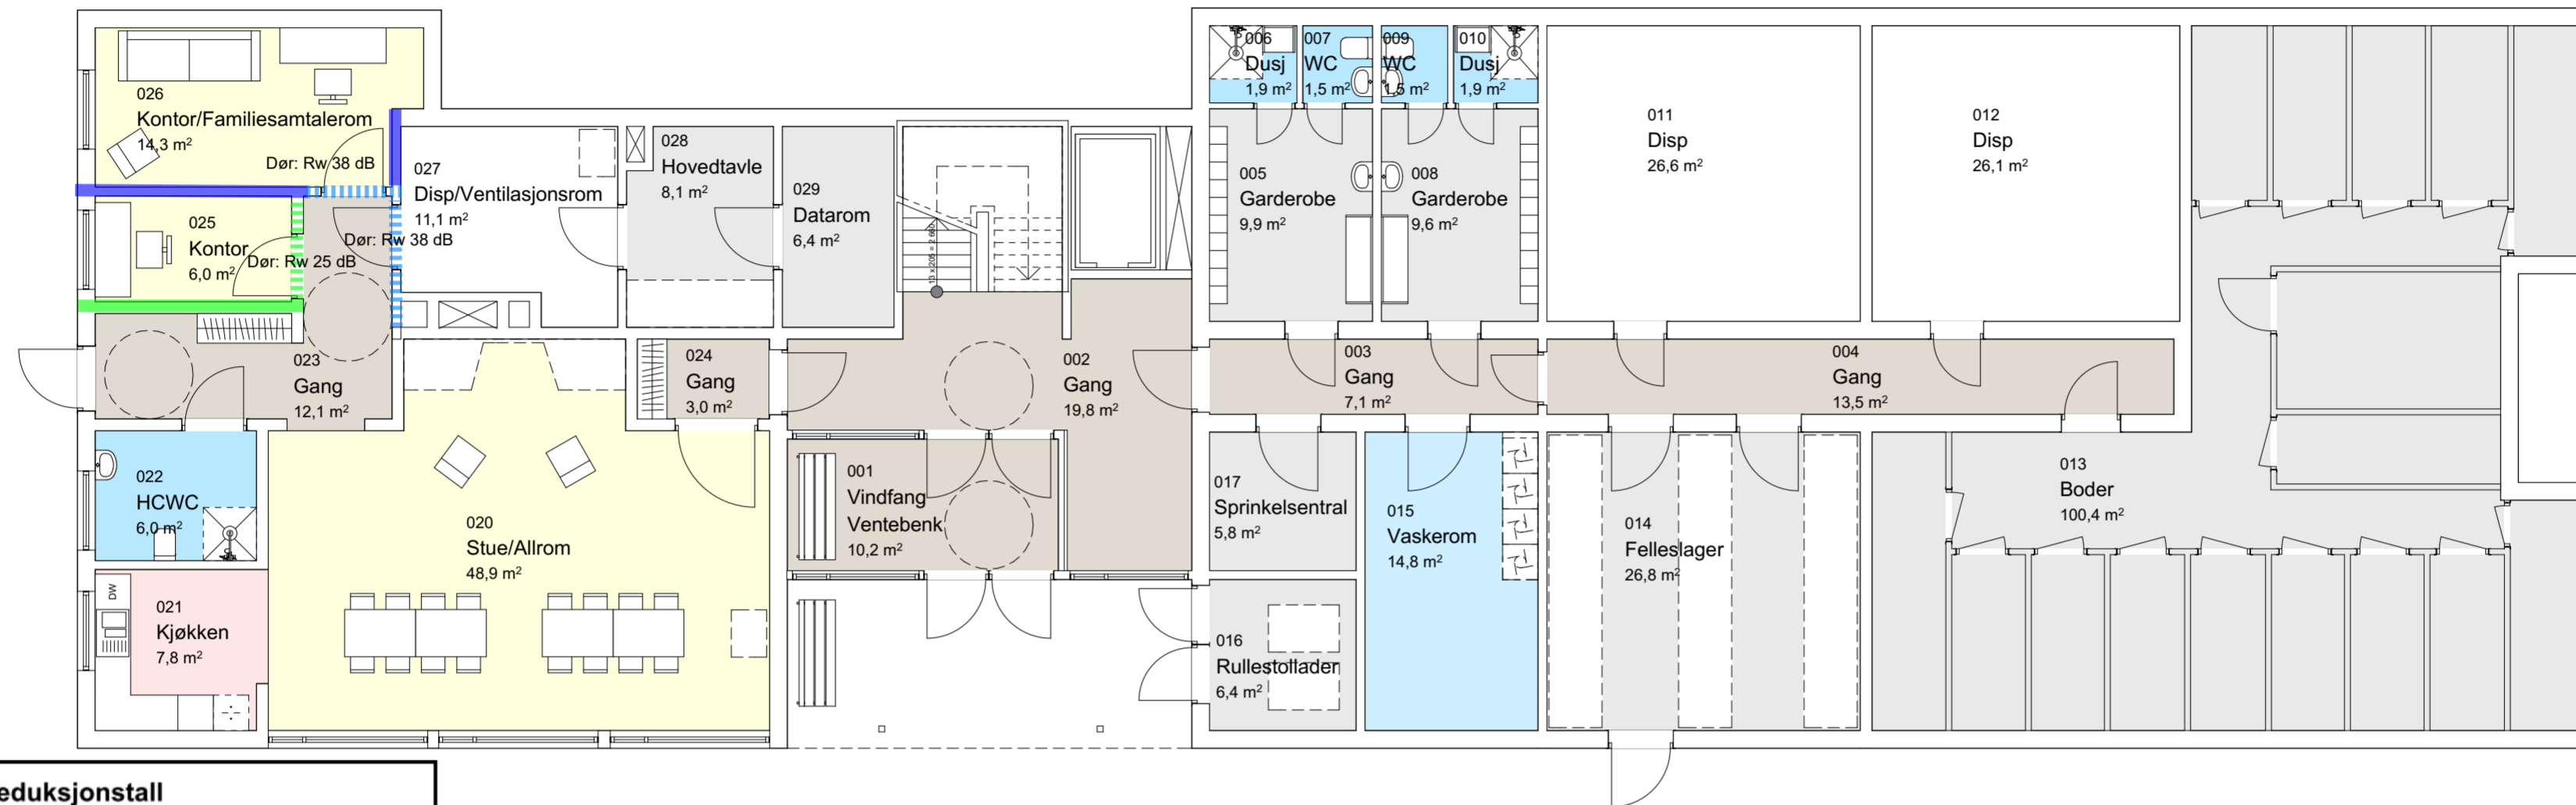 026
Kontor/Familiesamtalerom
14,3 m²
Dør: Rw 38 dB
025
Kontor
6,0 m²
Dør: Rw 25 dB
Dør: Rw 38 dB
027
Disp/Ventilasjonsrom
11,1 m²
028
Hovedtavle
8,1 m²
029
Datarom
6,4 m²
13 x 205 = 2 660
006
Dusj
1,9 m²
007
WC
1,5 m²
009
WC
1,5 m²
010
Dusj
1,9 m²
005
Garderobe
9,9 m²
008
Garderobe
9,6 m²
011
Disp
26,6 m²
012
Disp
26,1 m²
023
Gang
12,1 m²
024
Gang
3,0 m²
002
Gang
19,8 m²
003
Gang
7,1 m²
004
Gang
13,5 m²
022
HCWC
6,0 m²
020
Stue/Allrom
48,9 m²
001
Vindfang
Ventebenk
10,2 m²
017
Sprinkelsentral
5,8 m²
015
Vaskerom
14,8 m²
014
Felleslager
26,8 m²
013
Boder
100,4 m²
DW
021
Kjøkken
7,8 m²
016
Rullestollader
6,4 m²
eduksjonstall